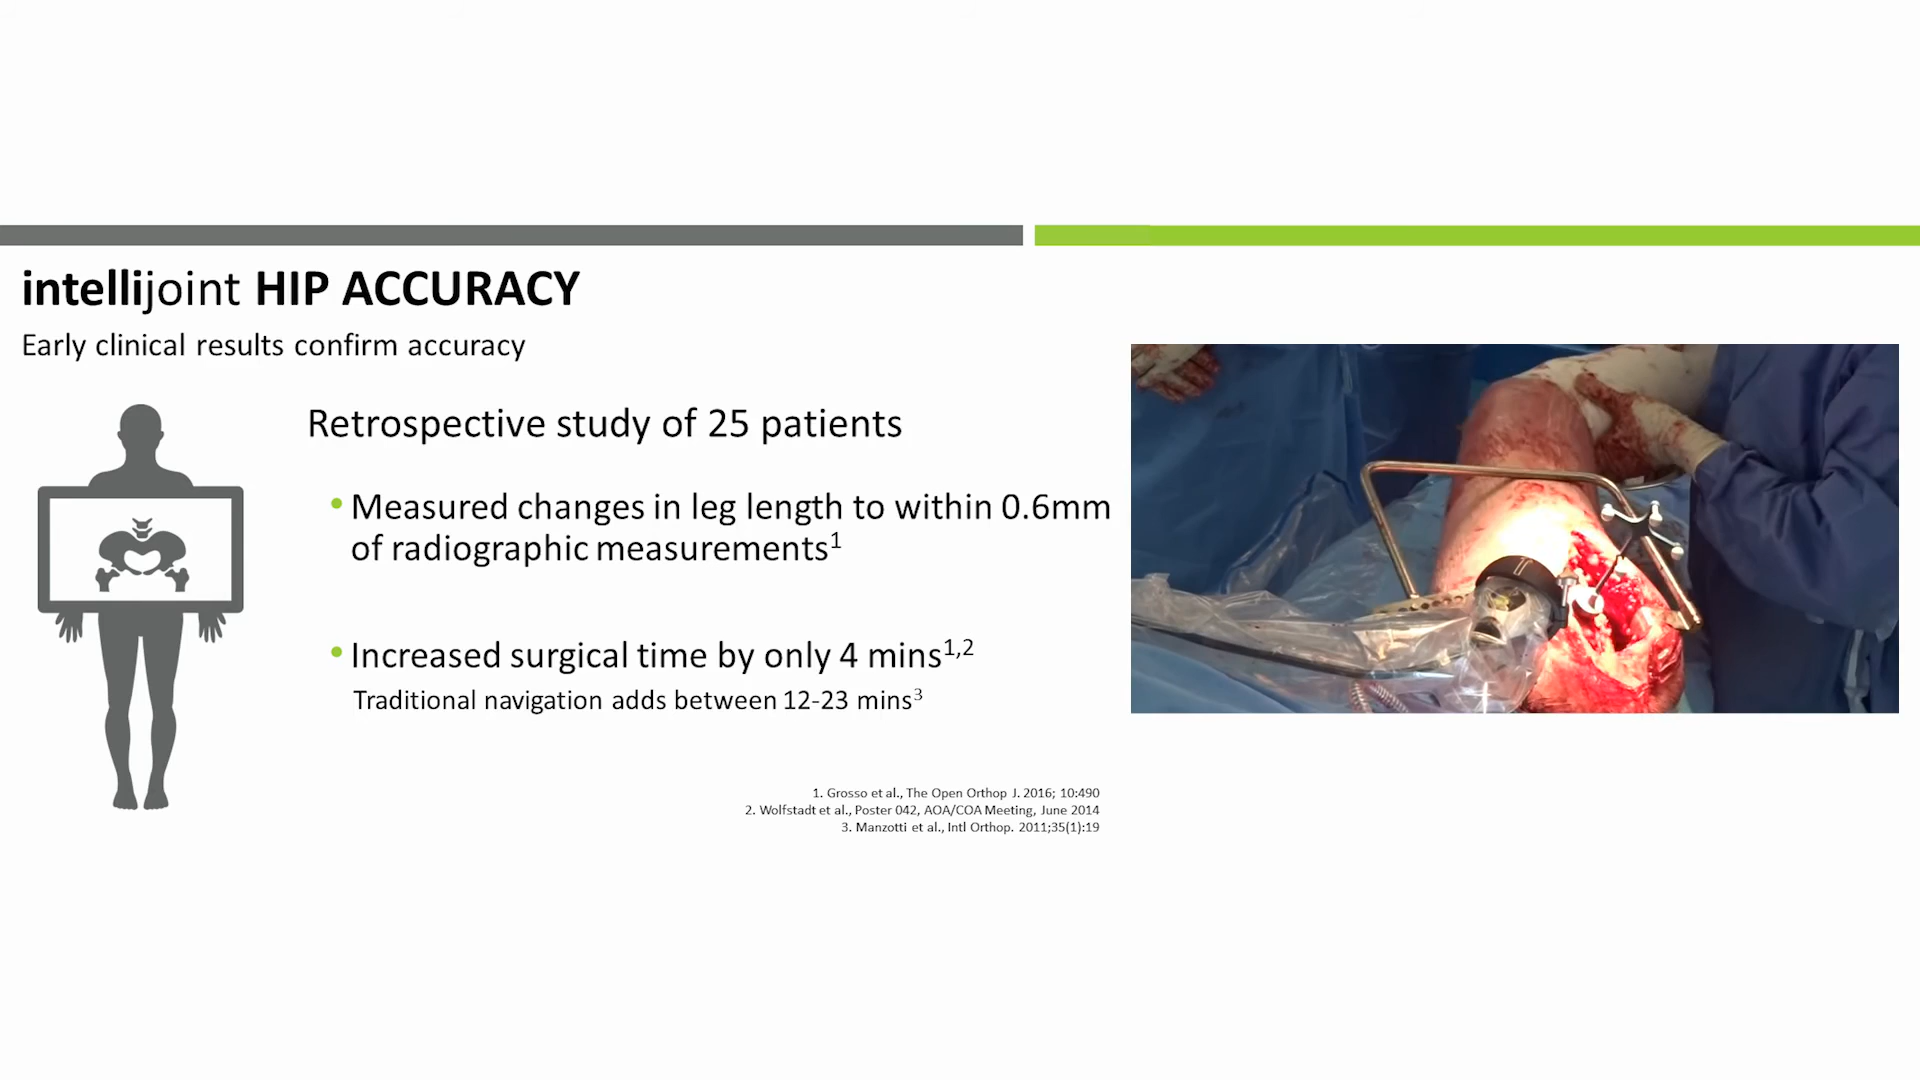 intellijoint HIP ACCURACY
Early clinical results confirm accuracy
Retrospective study of 25 patients
• Measured changes in leg length to within 0.6mm
of radiographic measurements1
• Increased surgical time by only 4 mins1,2
Traditional navigation adds between 12-23 mins3
1. Grosso et al., The Open Orthop J. 2016; 10:490
2. Wolfstadt et al., Poster 042, AOA/COA Meeting, June 2014
3. Manzotti et al., Intl Orthop. 2011;35(1):19